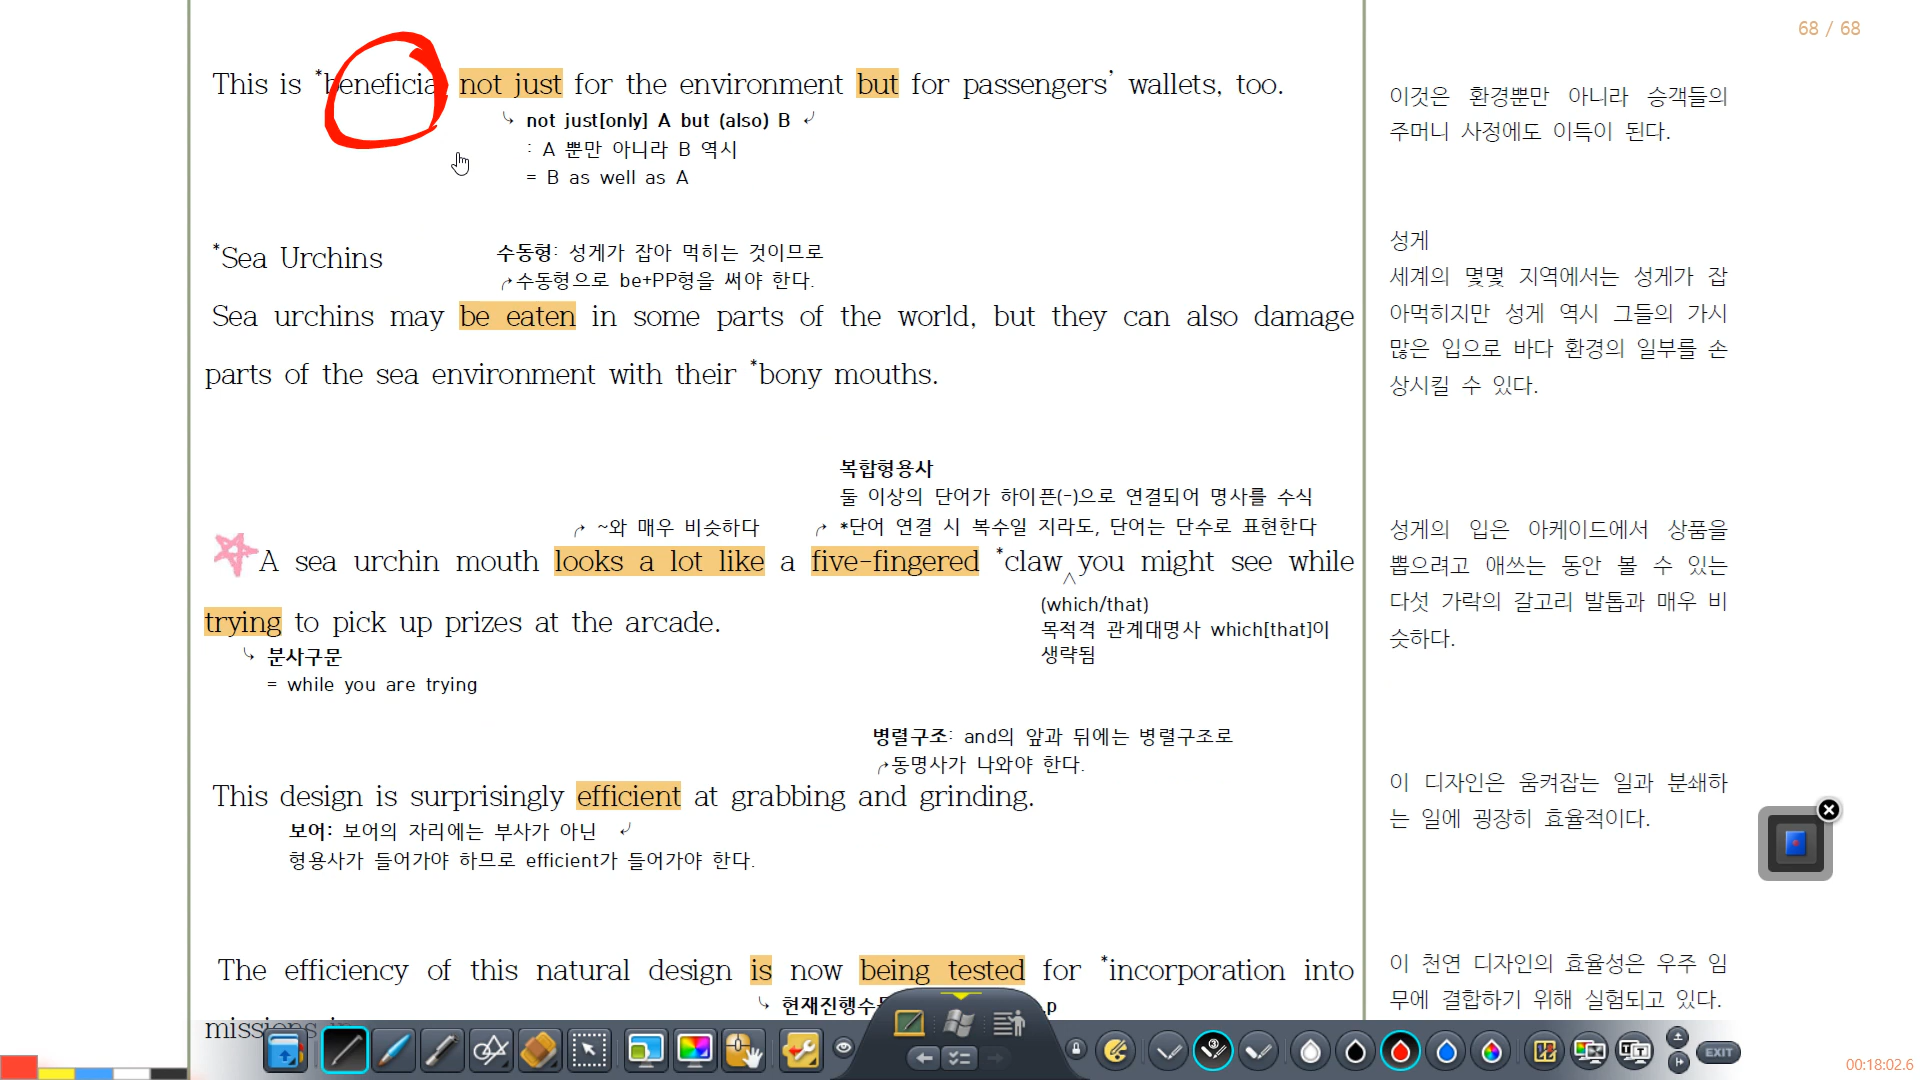 68 / 68
This is *beneficial not just for the environment but for passengers’ wallets, too.
not just[only] A but (also) B
: A 뿐만 아니라 B 역시
= B as well as A
이것은 환경뿐만 아니라 승객들의
주머니 사정에도 이득이 된다.
*Sea Urchins
수동형: 성게가 잡아 먹히는 것이므로
수동형으로 be+PP형을 써야 한다.
Sea urchins may be eaten in some parts of the world, but they can also damage
parts of the sea environment with their *bony mouths.
성게
세계의 몇몇 지역에서는 성게가 잡
아먹히지만 성게 역시 그들의 가시
많은 입으로 바다 환경의 일부를 손
상시킬 수 있다.
복합형용사
둘 이상의 단어가 하이픈(-)으로 연결되어 명사를 수식
~와 매우 비슷하다
*단어 연결 시 복수일 지라도, 단어는 단수로 표현한다
A sea urchin mouth looks a lot like a five-fingered *claw you might see while
(which/that)
목적격 관계대명사 which[that]이
생략됨
trying to pick up prizes at the arcade.
분사구문
= while you are trying
성게의 입은 아케이드에서 상품을
뽑으려고 애쓰는 동안 볼 수 있는
다섯 가락의 갈고리 발톱과 매우 비
슷하다.
병렬구조: and의 앞과 뒤에는 병렬구조로
동명사가 나와야 한다.
This design is surprisingly efficient at grabbing and grinding.
보어: 보어의 자리에는 부사가 아닌
형용사가 들어가야 하므로 efficient가 들어가야 한다.
이 디자인은 움켜잡는 일과 분쇄하
는 일에 굉장히 효율적이다.
The efficiency of this natural design is now being tested for *incorporation into
현재진행수 .p
missions in
이 천연 디자인의 효율성은 우주 임
무에 결합하기 위해 실험되고 있다.
EXIT
00:18:02.6